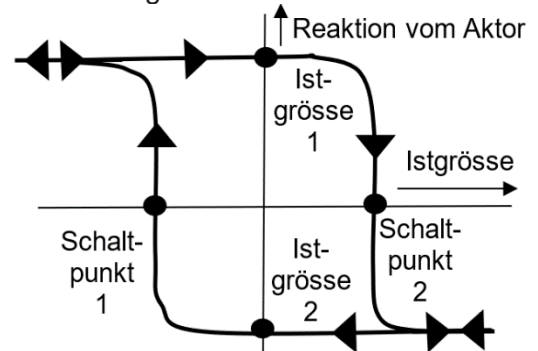 Reaktion vom Aktor
Ist-
grösse
1
Istgrösse
Schalt-
punkt
1
Ist-
grösse
2
Schalt-
punkt
2